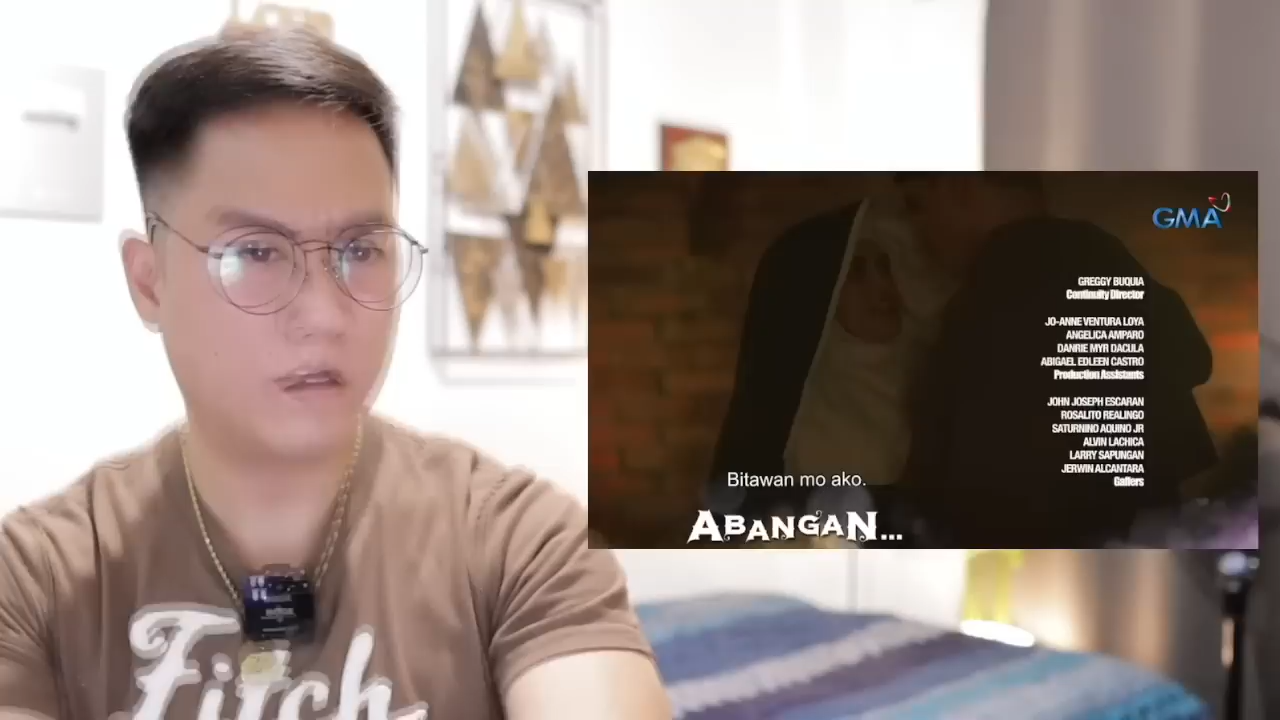 GMA
GREGGY BUQUIA
Continuity Director
JO-ANNE VENTURA LOYA
ANGELICA AMPARO
DANRIE MYR DACULA
ABIGAEL EDLEEN CASTRO
Production Assistants
JOHN JOSEPH ESCARAN
ROSALITO REALINGO
SATURNINO AQUINO JR
ALVIN LACHICA
LARRY SAPUNGAN
JERWIN ALCANTARA
Gaffers
Bitawan mo ako.
ABANGAN...
Fitch